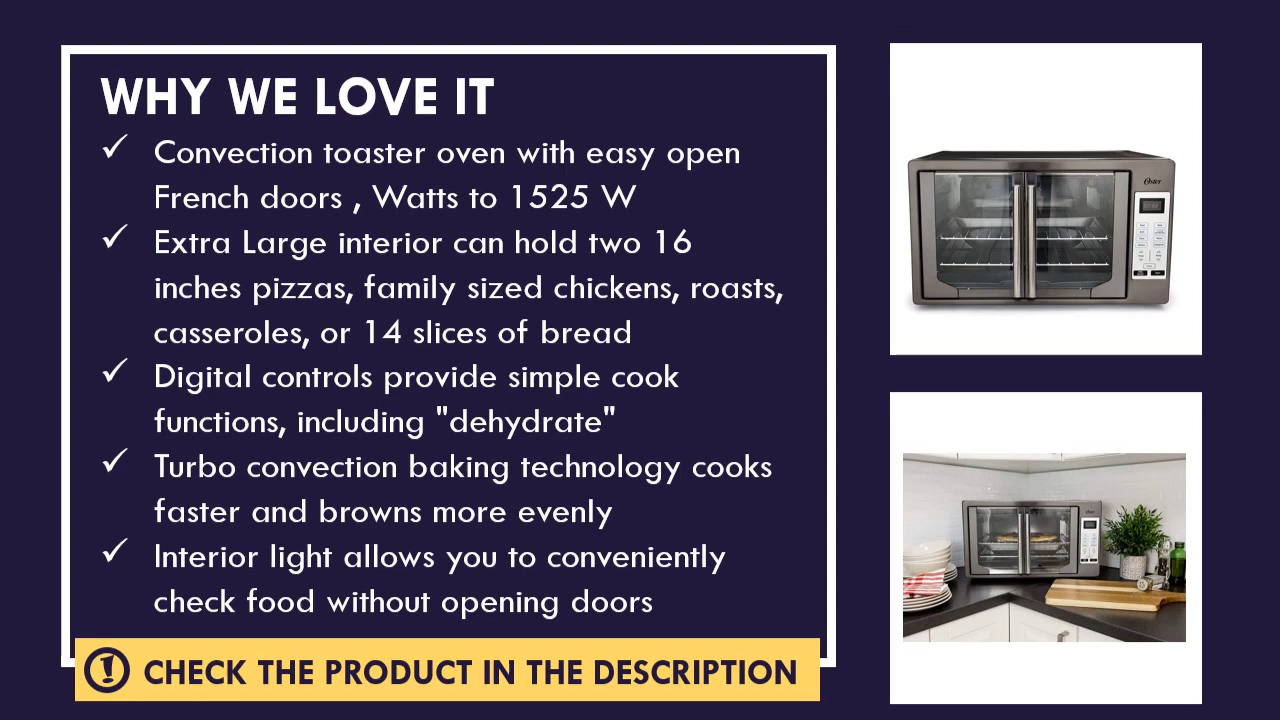 WHY WE LOVE IT
✓ Convection toaster oven with easy open
French doors , Watts to 1525 W
✓ Extra Large interior can hold two 16
inches pizzas, family sized chickens, roasts,
casseroles, or 14 slices of bread
✓ Digital controls provide simple cook
functions, including "dehydrate"
✓ Turbo convection baking technology cooks
faster and browns more evenly
✓ Interior light allows you to conveniently
check food without opening doors
! CHECK THE PRODUCT IN THE DESCRIPTION
Oster